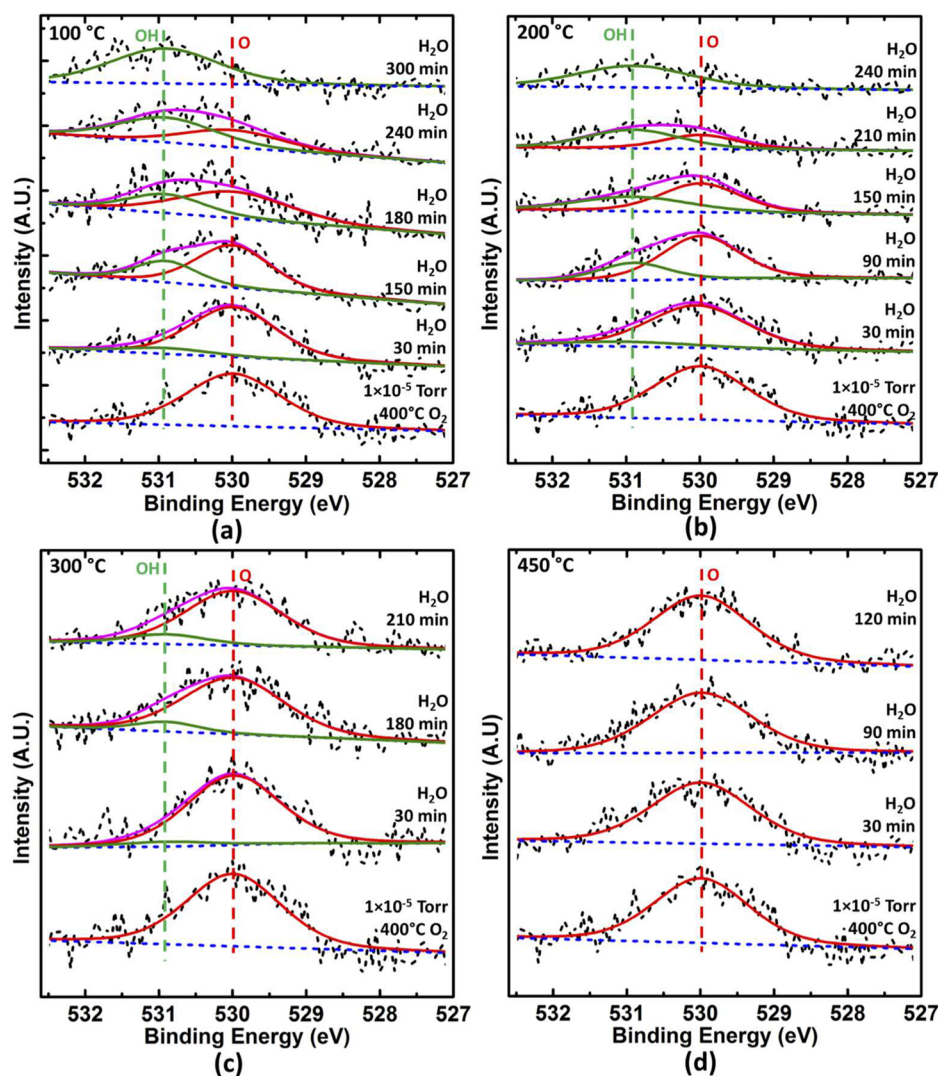 100 °C
OH
O
H₂O
300 min
H₂O
240 min
H₂O
180 min
H₂O
150 min
H₂O
30 min
1×10⁻⁵ Torr
400°C O₂
Intensity (A.U.)
532 531 530 529 528 527
Binding Energy (eV)
(a)
200 °C
OH
O
H₂O
240 min
H₂O
210 min
H₂O
150 min
H₂O
90 min
H₂O
30 min
1×10⁻⁵ Torr
400°C O₂
Intensity (A.U.)
532 531 530 529 528 527
Binding Energy (eV)
(b)
300 °C
OH
O
H₂O
210 min
H₂O
180 min
H₂O
30 min
1×10⁻⁵ Torr
400°C O₂
Intensity (A.U.)
532 531 530 529 528 527
Binding Energy (eV)
(c)
450 °C
O
H₂O
120 min
H₂O
90 min
H₂O
30 min
1×10⁻⁵ Torr
400°C O₂
Intensity (A.U)
532 531 530 529 528 527
Binding Energy (eV)
(d)